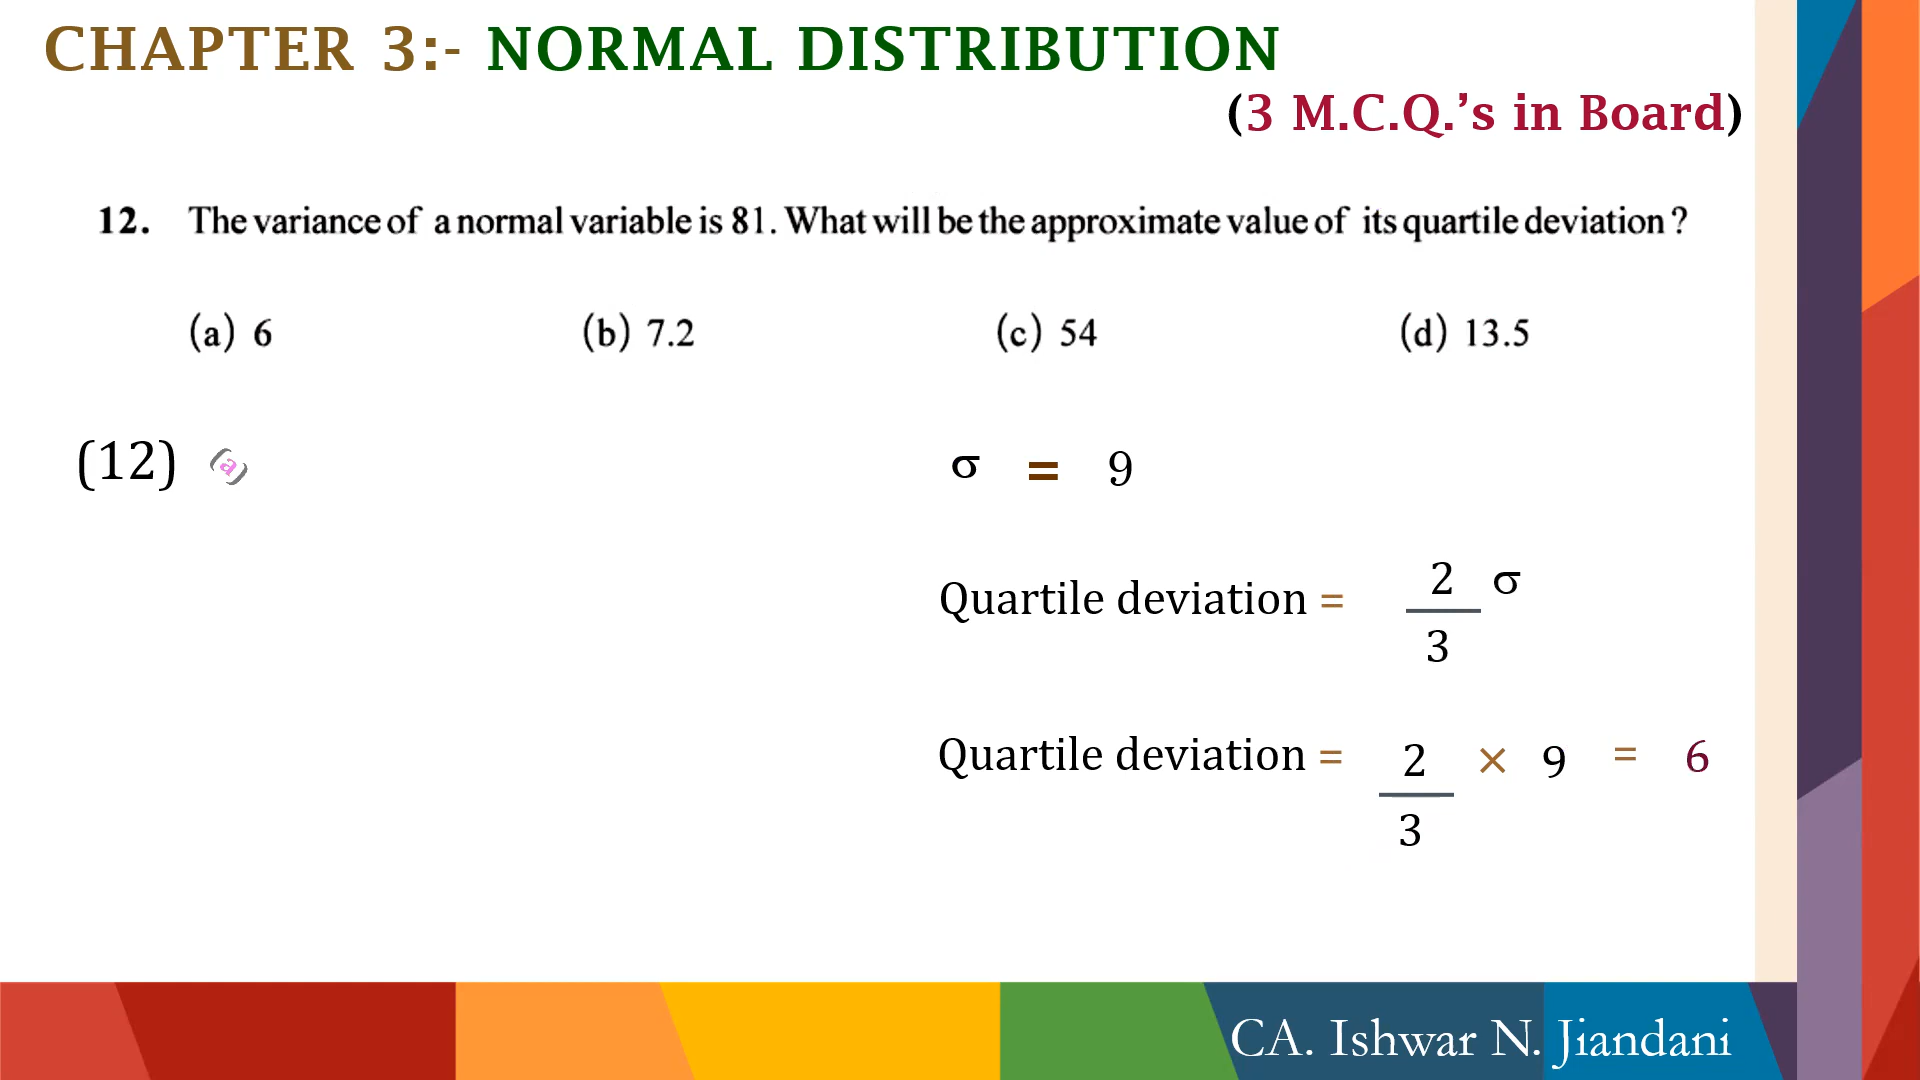 CHAPTER 3:- NORMAL DISTRIBUTION
(3 M.C.Q.’s in Board)
12. The variance of a normal variable is 81. What will be the approximate value of its quartile deviation ?
(a) 6 (b) 7.2 (c) 54 (d) 13.5
(12) (a) σ = 9
Quartile deviation = 2/3 σ
Quartile deviation = 2/3 × 9 = 6
CA. Ishwar N. Jiandani